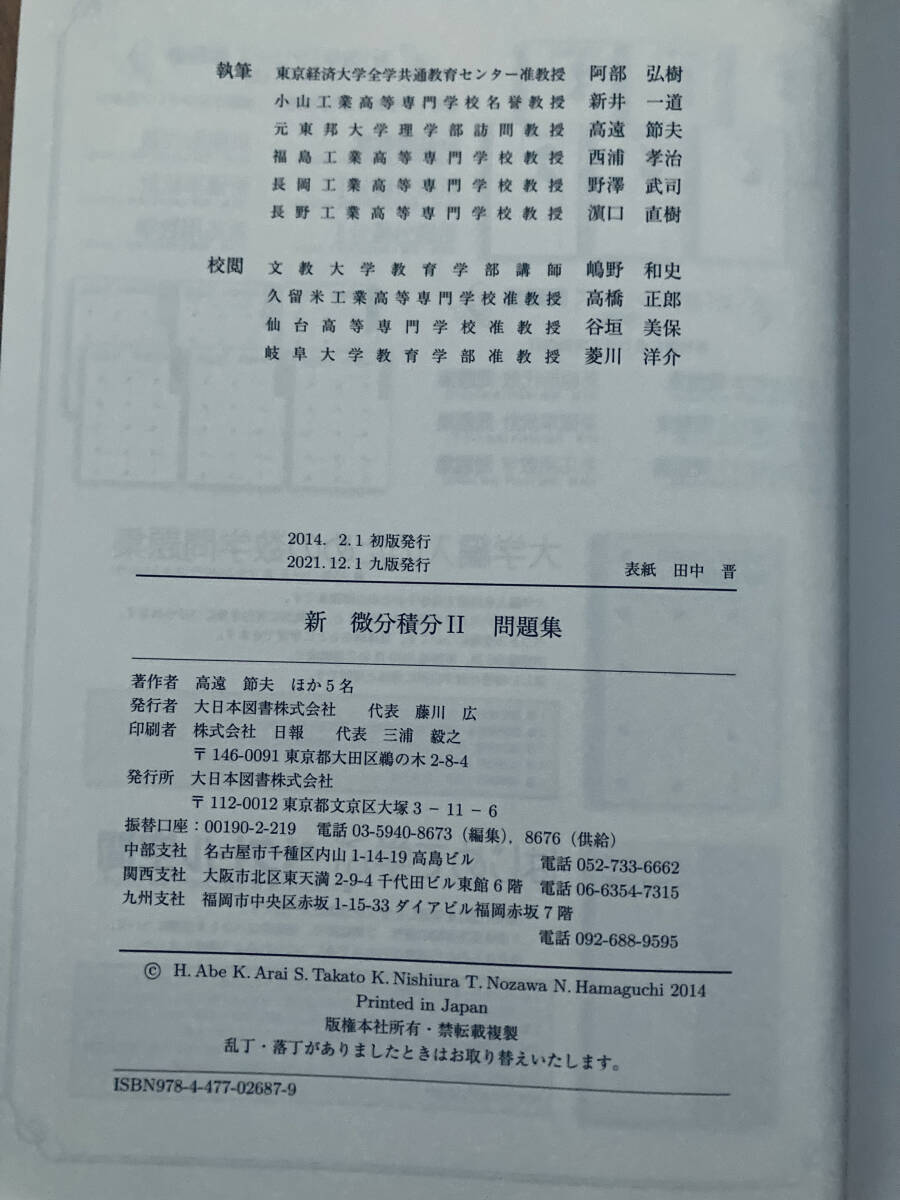 執筆 東京経済大学全学共通教育センター准教授 阿部 弘樹
小山工業高等専門学校名誉教授 新井 一道
元東邦大学理学部訪問教授 高遠 節夫
福島工業高等専門学校教授 西浦 孝治
長岡工業高等専門学校教授 野澤 武司
長野工業高等専門学校教授 濵口 直樹
校閲 文教大学教育学部講師 嶋野 和史
久留米工業高等専門学校准教授 高橋 正郎
仙台高等専門学校准教授 谷垣 美保
岐阜大学教育学部准教授 菱川 洋介
2014. 2.1 初版発行
2021.12.1 九版発行 表紙 田中 晋
新 微分積分II 問題集
著作者 高遠 節夫 ほか5名
発行者 大日本図書株式会社 代表 藤川 広
印刷者 株式会社 日報 代表 三浦 毅之
〒146-0091 東京都大田区鵜の木2-8-4
発行所 大日本図書株式会社
〒112-0012 東京都文京区大塚3-11-6
振替口座:00190-2-219 電話 03-5940-8673(編集), 8676(供給)
中部支社 名古屋市千種区内山1-14-19 高島ビル 電話 052-733-6662
関西支社 大阪市北区東天満2-9-4 千代田ビル東館6階 電話 06-6354-7315
九州支社 福岡市中央区赤坂1-15-33 ダイアビル福岡赤坂7階
電話 092-688-9595
© H. Abe K. Arai S. Takato K. Nishiura T. Nozawa N. Hamaguchi 2014
Printed in Japan
版権本社所有・禁転載複製
乱丁・落丁がありましたときはお取り替えいたします。
ISBN978-4-477-02687-9